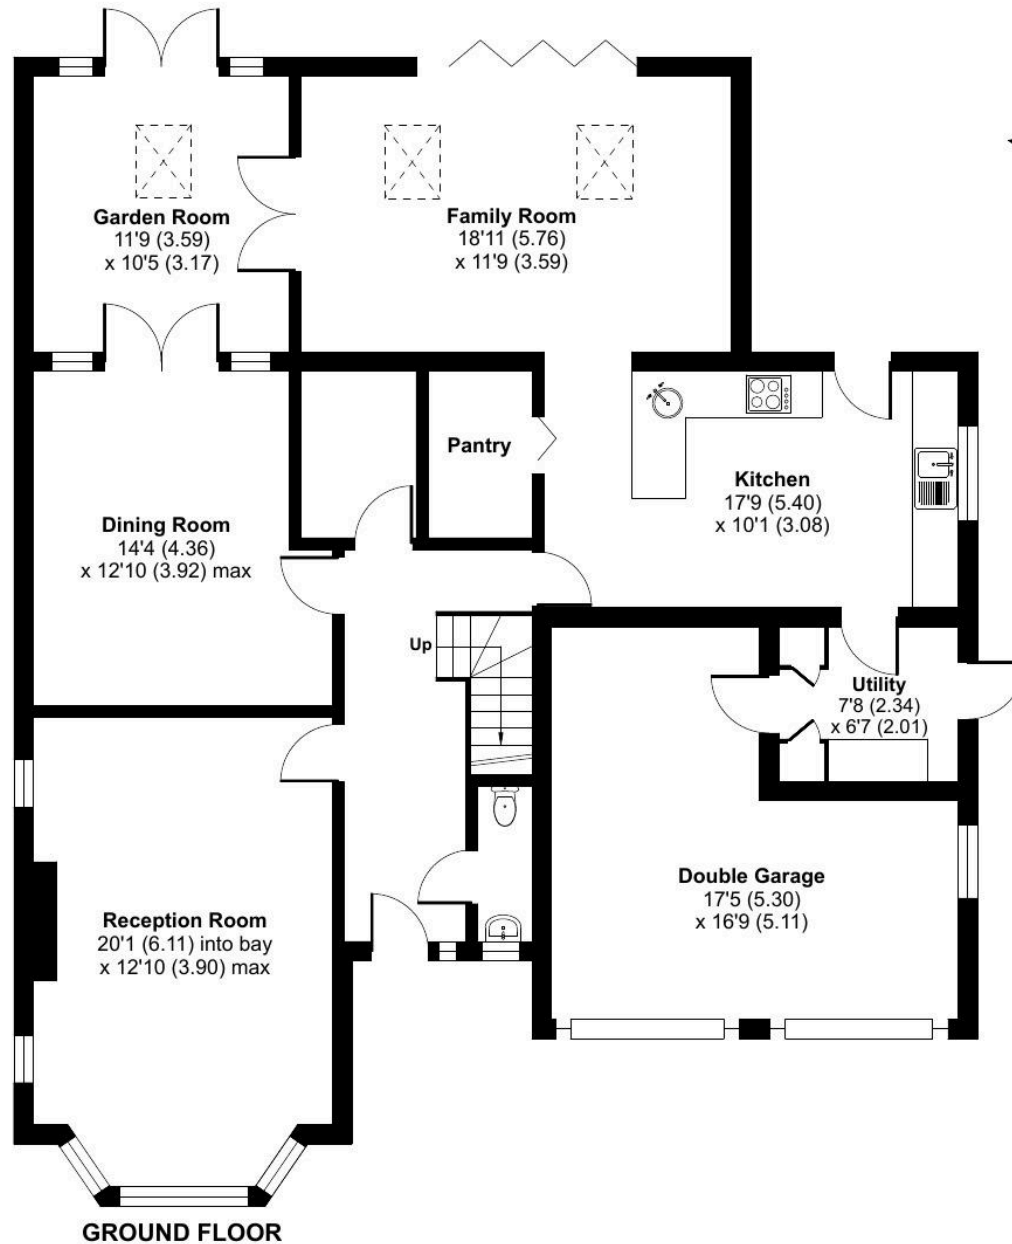 Garden Room
11'9 (3.59)
x 10'5 (3.17)
Family Room
18'11 (5.76)
x 11'9 (3.59)
Pantry
Kitchen
17'9 (5.40)
x 10'1 (3.08)
Dining Room
14'4 (4.36)
x 12'10 (3.92) max
Up
Utility
7'8 (2.34)
x 6'7 (2.01)
Double Garage
17'5 (5.30)
x 16'9 (5.11)
Reception Room
20'1 (6.11) into bay
x 12'10 (3.90) max
GROUND FLOOR